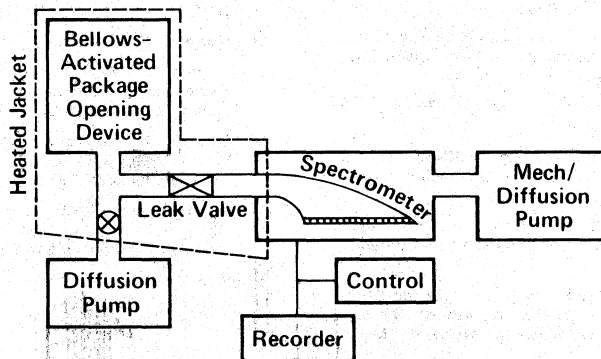 Heated Jacket
Bellows-
Activated
Package
Opening
Device
Leak Valve
Spectrometer
Mech/
Diffusion
Pump
Diffusion
Pump
Control
Recorder